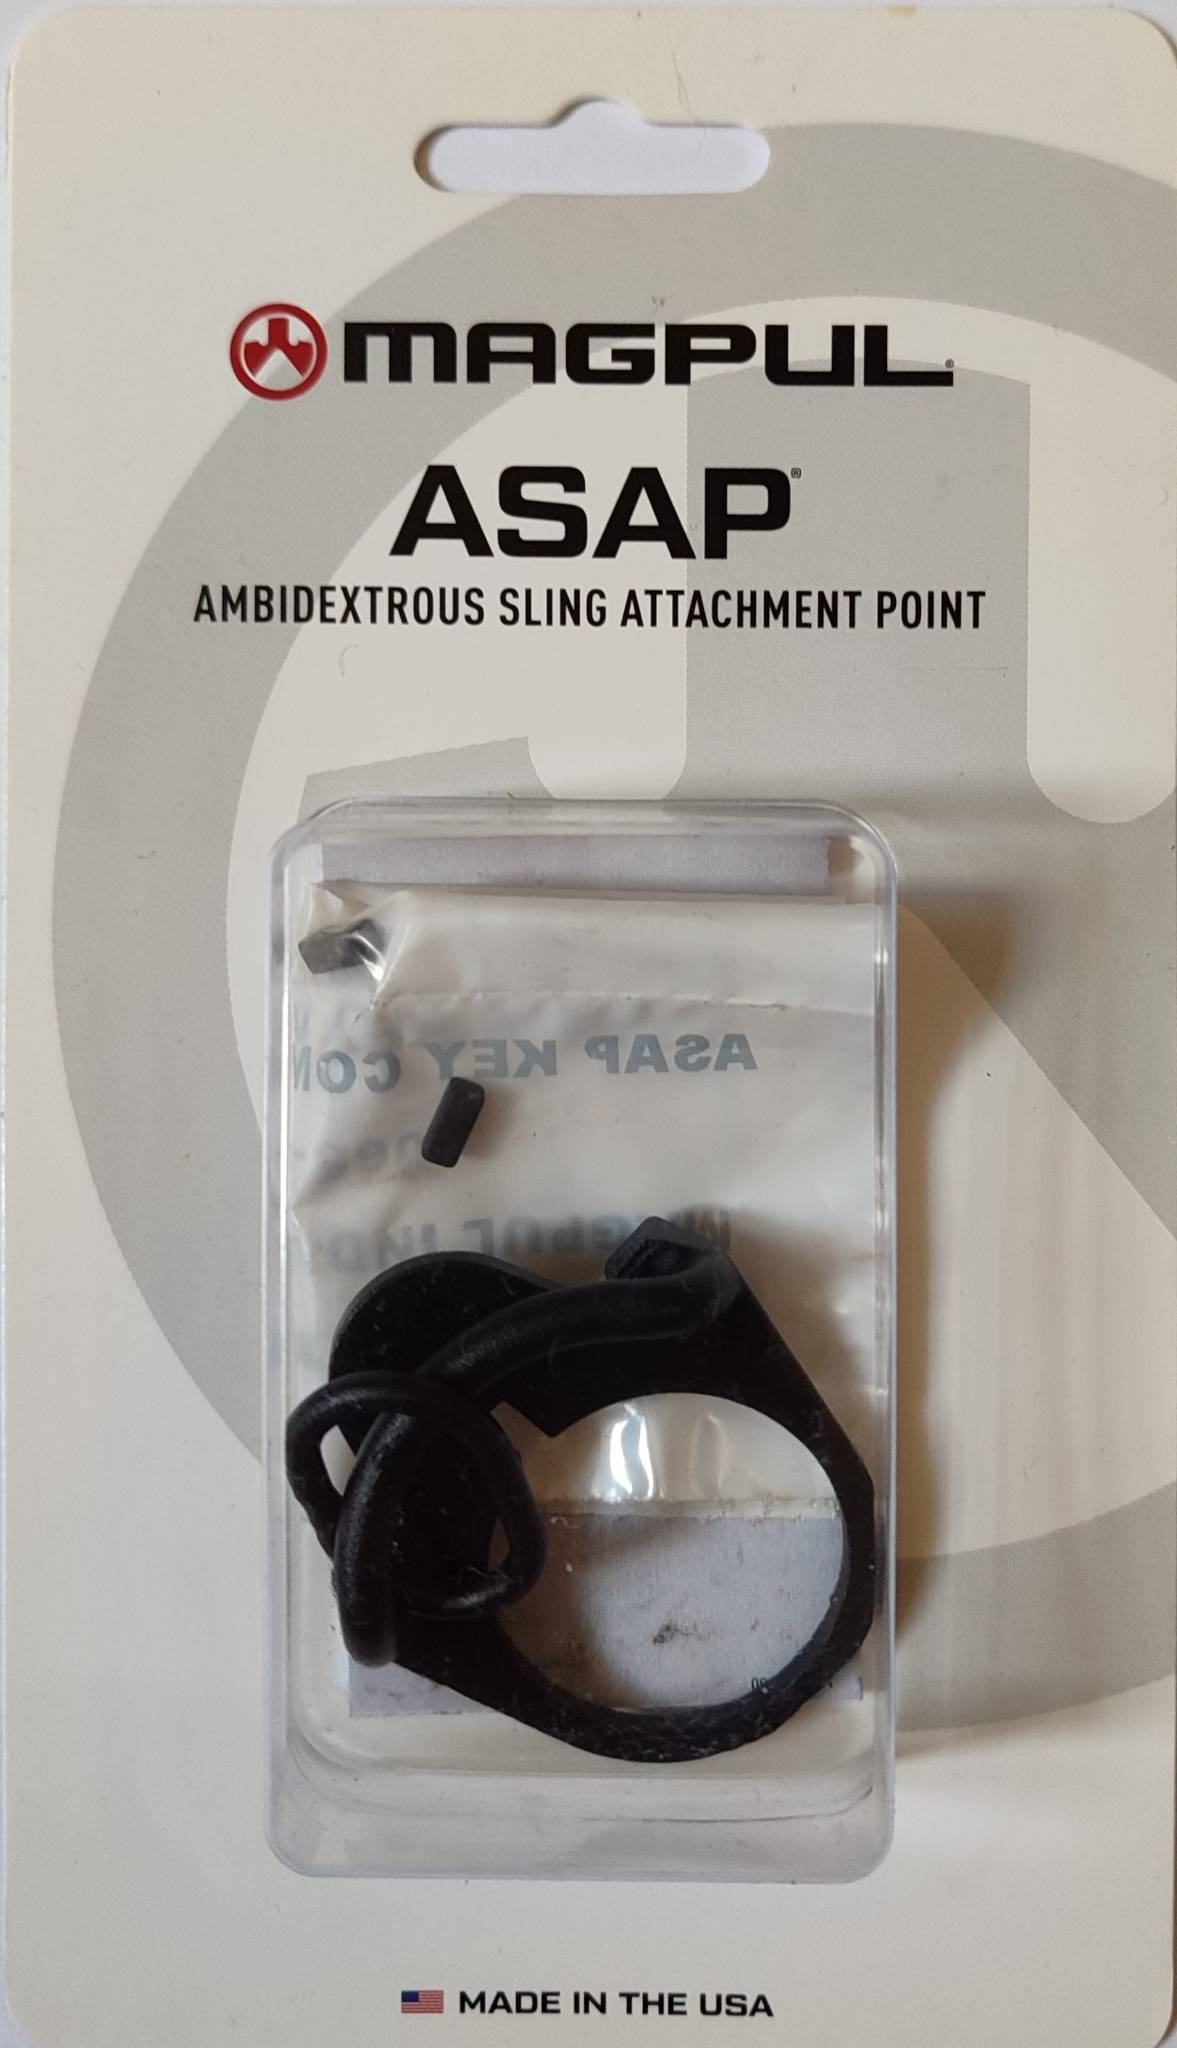 MAGPUL®
ASAP®
AMBIDEXTROUS SLING ATTACHMENT POINT
ASAP KEY
MADE IN THE USA